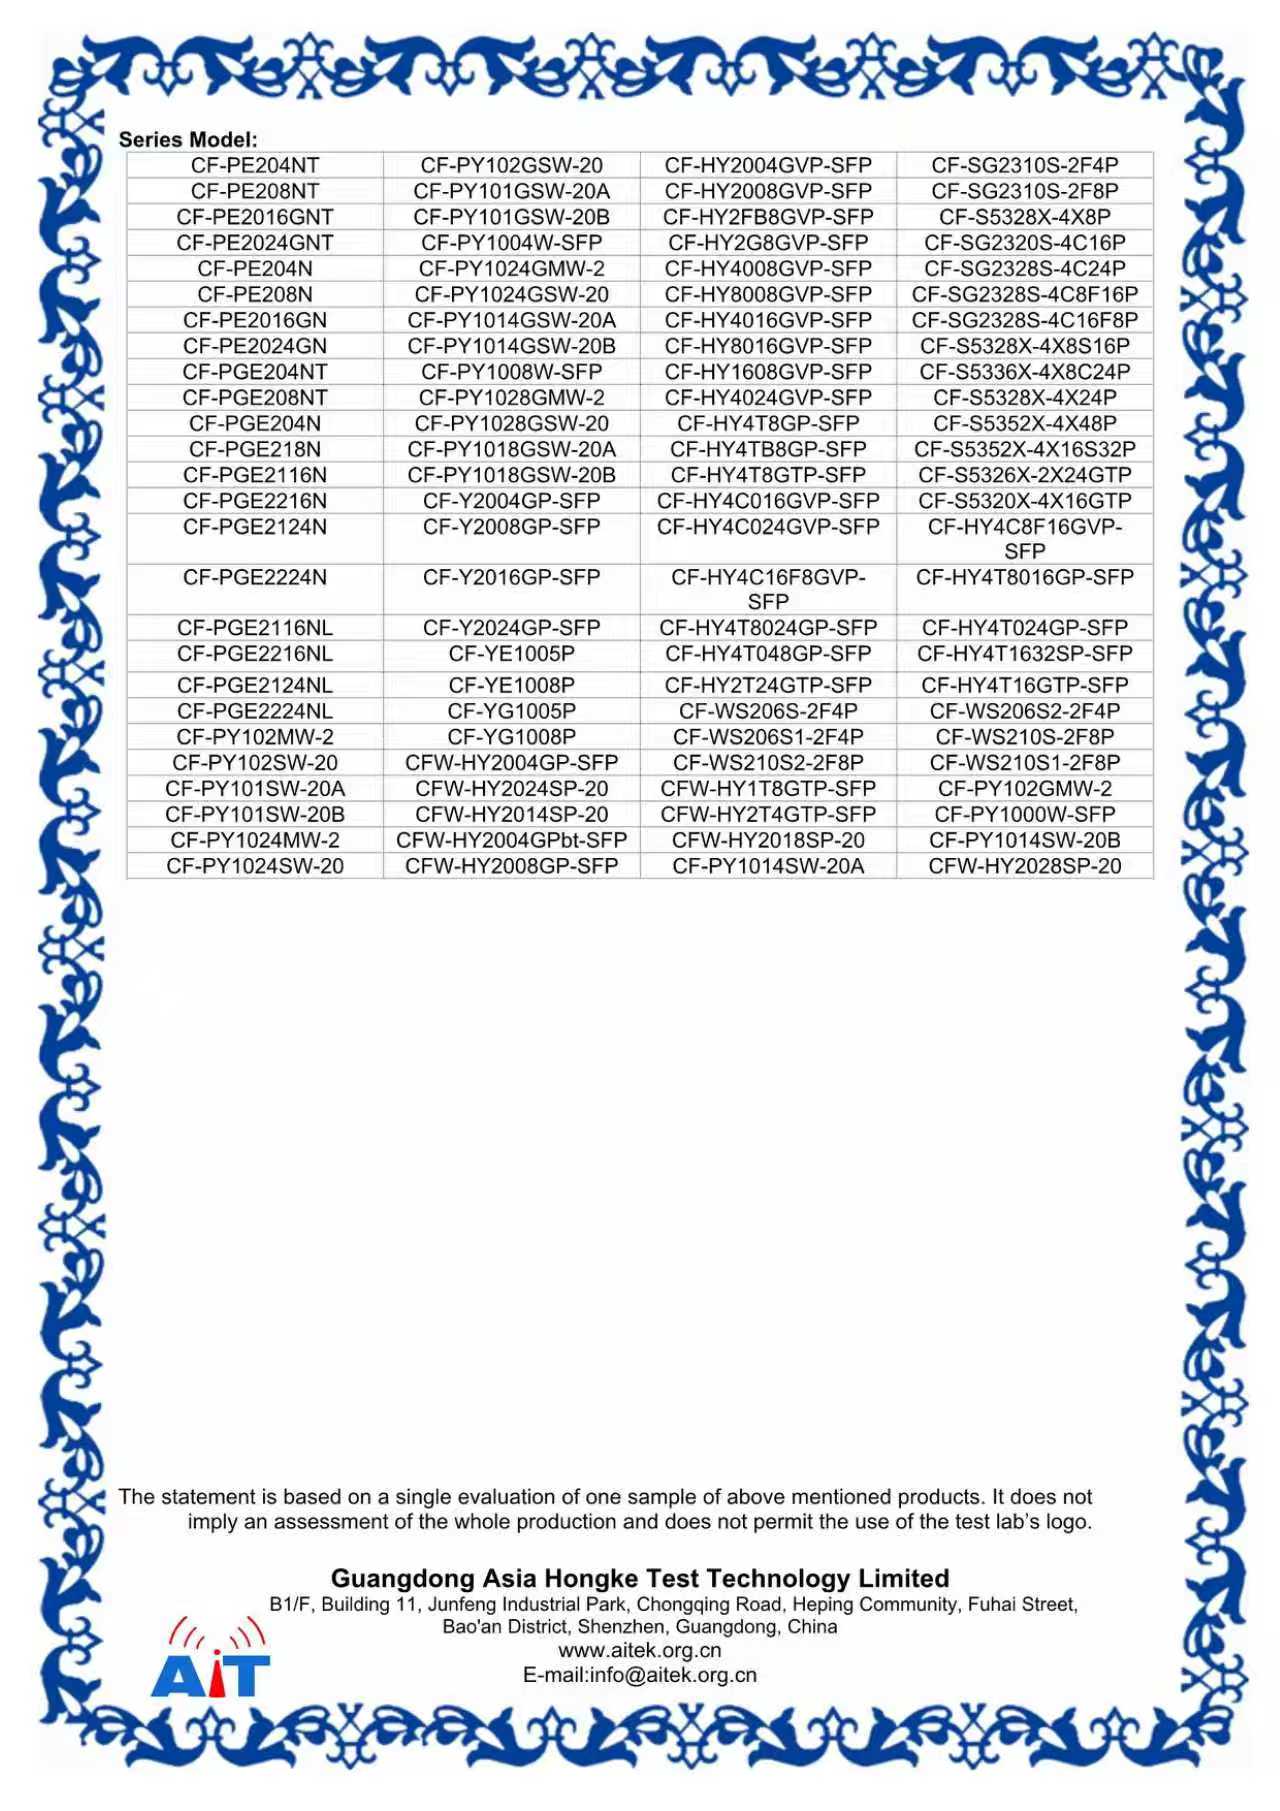 Series Model:
CF-PE204NT CF-PY102GSW-20 CF-HY2004GVP-SFP CF-SG2310S-2F4P
CF-PE208NT CF-PY101GSW-20A CF-HY2008GVP-SFP CF-SG2310S-2F8P
CF-PE2016GNT CF-PY101GSW-20B CF-HY2FB8GVP-SFP CF-S5328X-4X8P
CF-PE2024GNT CF-PY1004W-SFP CF-HY2G8GVP-SFP CF-SG2320S-4C16P
CF-PE204N CF-PY1024GMW-2 CF-HY4008GVP-SFP CF-SG2328S-4C24P
CF-PE208N CF-PY1024GSW-20 CF-HY8008GVP-SFP CF-SG2328S-4C8F16P
CF-PE2016GN CF-PY1014GSW-20A CF-HY4016GVP-SFP CF-SG2328S-4C16F8P
CF-PE2024GN CF-PY1014GSW-20B CF-HY8016GVP-SFP CF-S5328X-4X8S16P
CF-PGE204NT CF-PY1008W-SFP CF-HY1608GVP-SFP CF-S5336X-4X8C24P
CF-PGE208NT CF-PY1028GMW-2 CF-HY4024GVP-SFP CF-S5328X-4X24P
CF-PGE204N CF-PY1028GSW-20 CF-HY4T8GP-SFP CF-S5352X-4X48P
CF-PGE218N CF-PY1018GSW-20A CF-HY4TB8GP-SFP CF-S5352X-4X16S32P
CF-PGE2116N CF-PY1018GSW-20B CF-HY4T8GTP-SFP CF-S5326X-2X24GTP
CF-PGE2216N CF-Y2004GP-SFP CF-HY4C016GVP-SFP CF-S5320X-4X16GTP
CF-PGE2124N CF-Y2008GP-SFP CF-HY4C024GVP-SFP CF-HY4C8F16GVP-
SFP
CF-PGE2224N CF-Y2016GP-SFP CF-HY4C16F8GVP- CF-HY4T8016GP-SFP
SFP
CF-PGE2116NL CF-Y2024GP-SFP CF-HY4T8024GP-SFP CF-HY4T024GP-SFP
CF-PGE2216NL CF-YE1005P CF-HY4T048GP-SFP CF-HY4T1632SP-SFP
CF-PGE2124NL CF-YE1008P CF-HY2T24GTP-SFP CF-HY4T16GTP-SFP
CF-PGE2224NL CF-YG1005P CF-WS206S-2F4P CF-WS206S2-2F4P
CF-PY102MW-2 CF-YG1008P CF-WS206S1-2F4P CF-WS210S-2F8P
CF-PY102SW-20 CFW-HY2004GP-SFP CF-WS210S2-2F8P CF-WS210S1-2F8P
CF-PY101SW-20A CFW-HY2024SP-20 CFW-HY1T8GTP-SFP CF-PY102GMW-2
CF-PY101SW-20B CFW-HY2014SP-20 CFW-HY2T4GTP-SFP CF-PY1000W-SFP
CF-PY1024MW-2 CFW-HY2004GPbt-SFP CFW-HY2018SP-20 CF-PY1014SW-20B
CF-PY1024SW-20 CFW-HY2008GP-SFP CF-PY1014SW-20A CFW-HY2028SP-20
The statement is based on a single evaluation of one sample of above mentioned products. It does not
imply an assessment of the whole production and does not permit the use of the test lab's logo.
Guangdong Asia Hongke Test Technology Limited
B1/F, Building 11, Junfeng Industrial Park, Chongqing Road, Heping Community, Fuhai Street,
Bao'an District, Shenzhen, Guangdong, China
www.aitek.org.cn
E-mail:info@aitek.org.cn
AiT